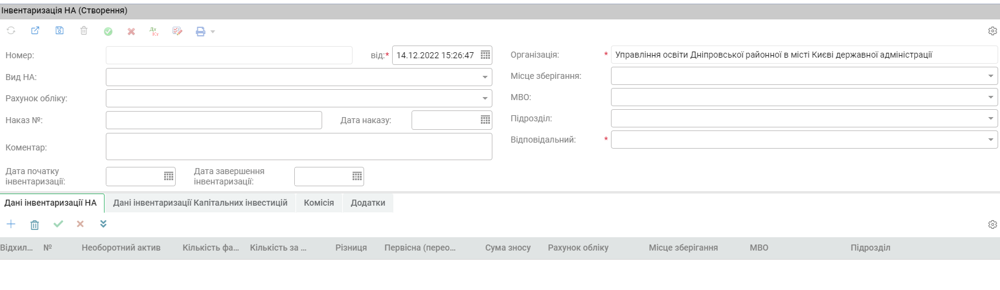 Інвентаризація НА (Створення)
Дт Кт
Номер: від:* 14.12.2022 15:26:47
Вид НА:
Рахунок обліку:
Наказ №: Дата наказу:
Коментар:
Дата початку інвентаризації: Дата завершення інвентаризації:
Організація: * Управління освіти Дніпровської районної в місті Києві державної адміністрації
Місце зберігання:
МВО:
Підрозділ:
Відповідальний: *
Дані інвентаризації НА Дані інвентаризації Капітальних інвестицій Комісія Додатки
Відхил... № Необоротний актив Кількість фа... Кількість за ... Різниця Первісна (перео... Сума зносу Рахунок обліку Місце зберігання МВО Підрозділ